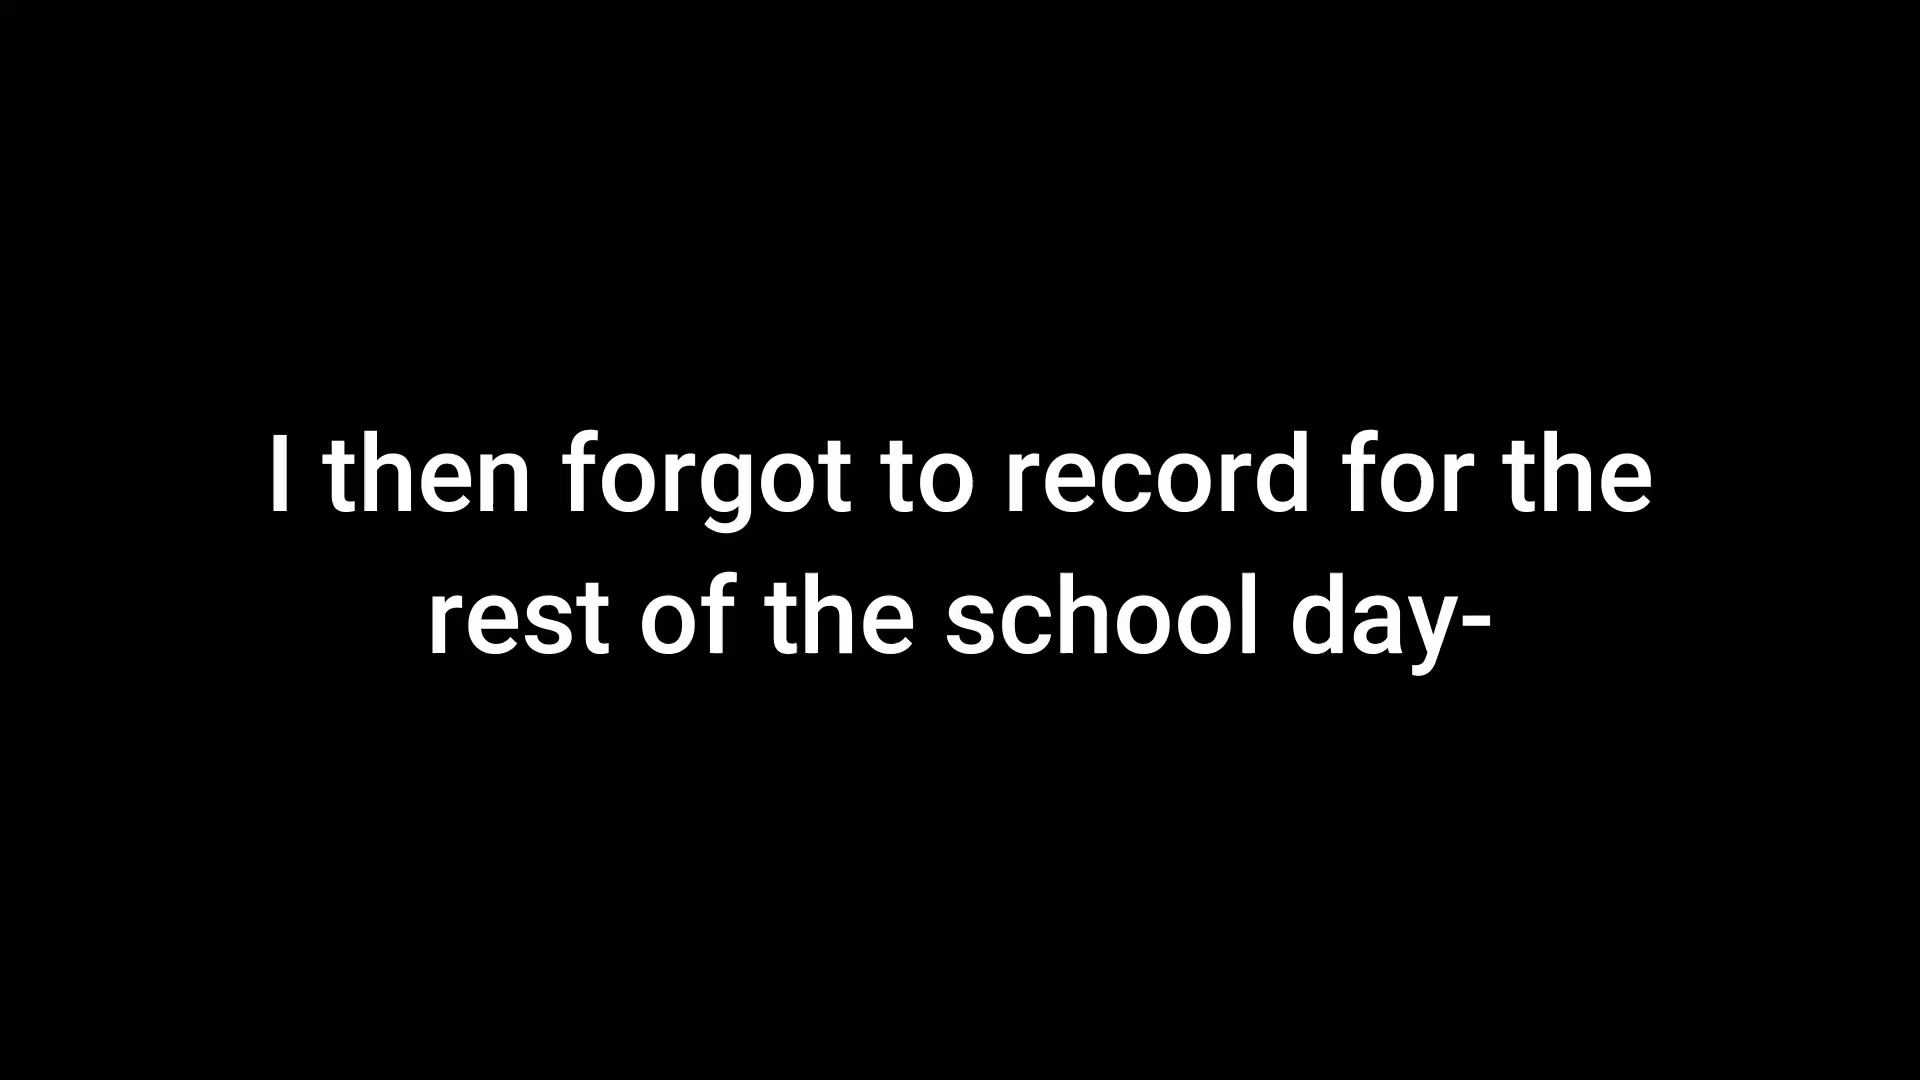 I then forgot to record for the
rest of the school day-